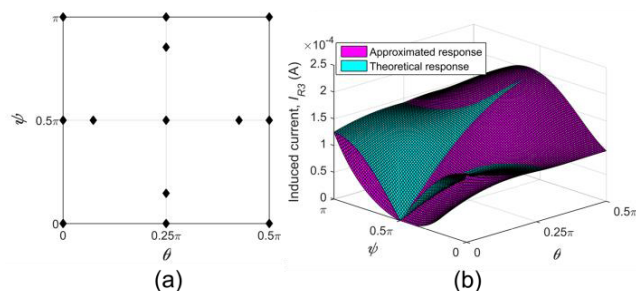 π
0.5π
0
ψ
0
0.25π
0.5π
θ
(a)
×10⁻⁴
Approximated response
Theoretical response
Induced current, I_R3 (A)
2.5
2
1.5
1
0.5
0
π
0.5π
0
ψ
0
0.25π
0.5π
θ
(b)